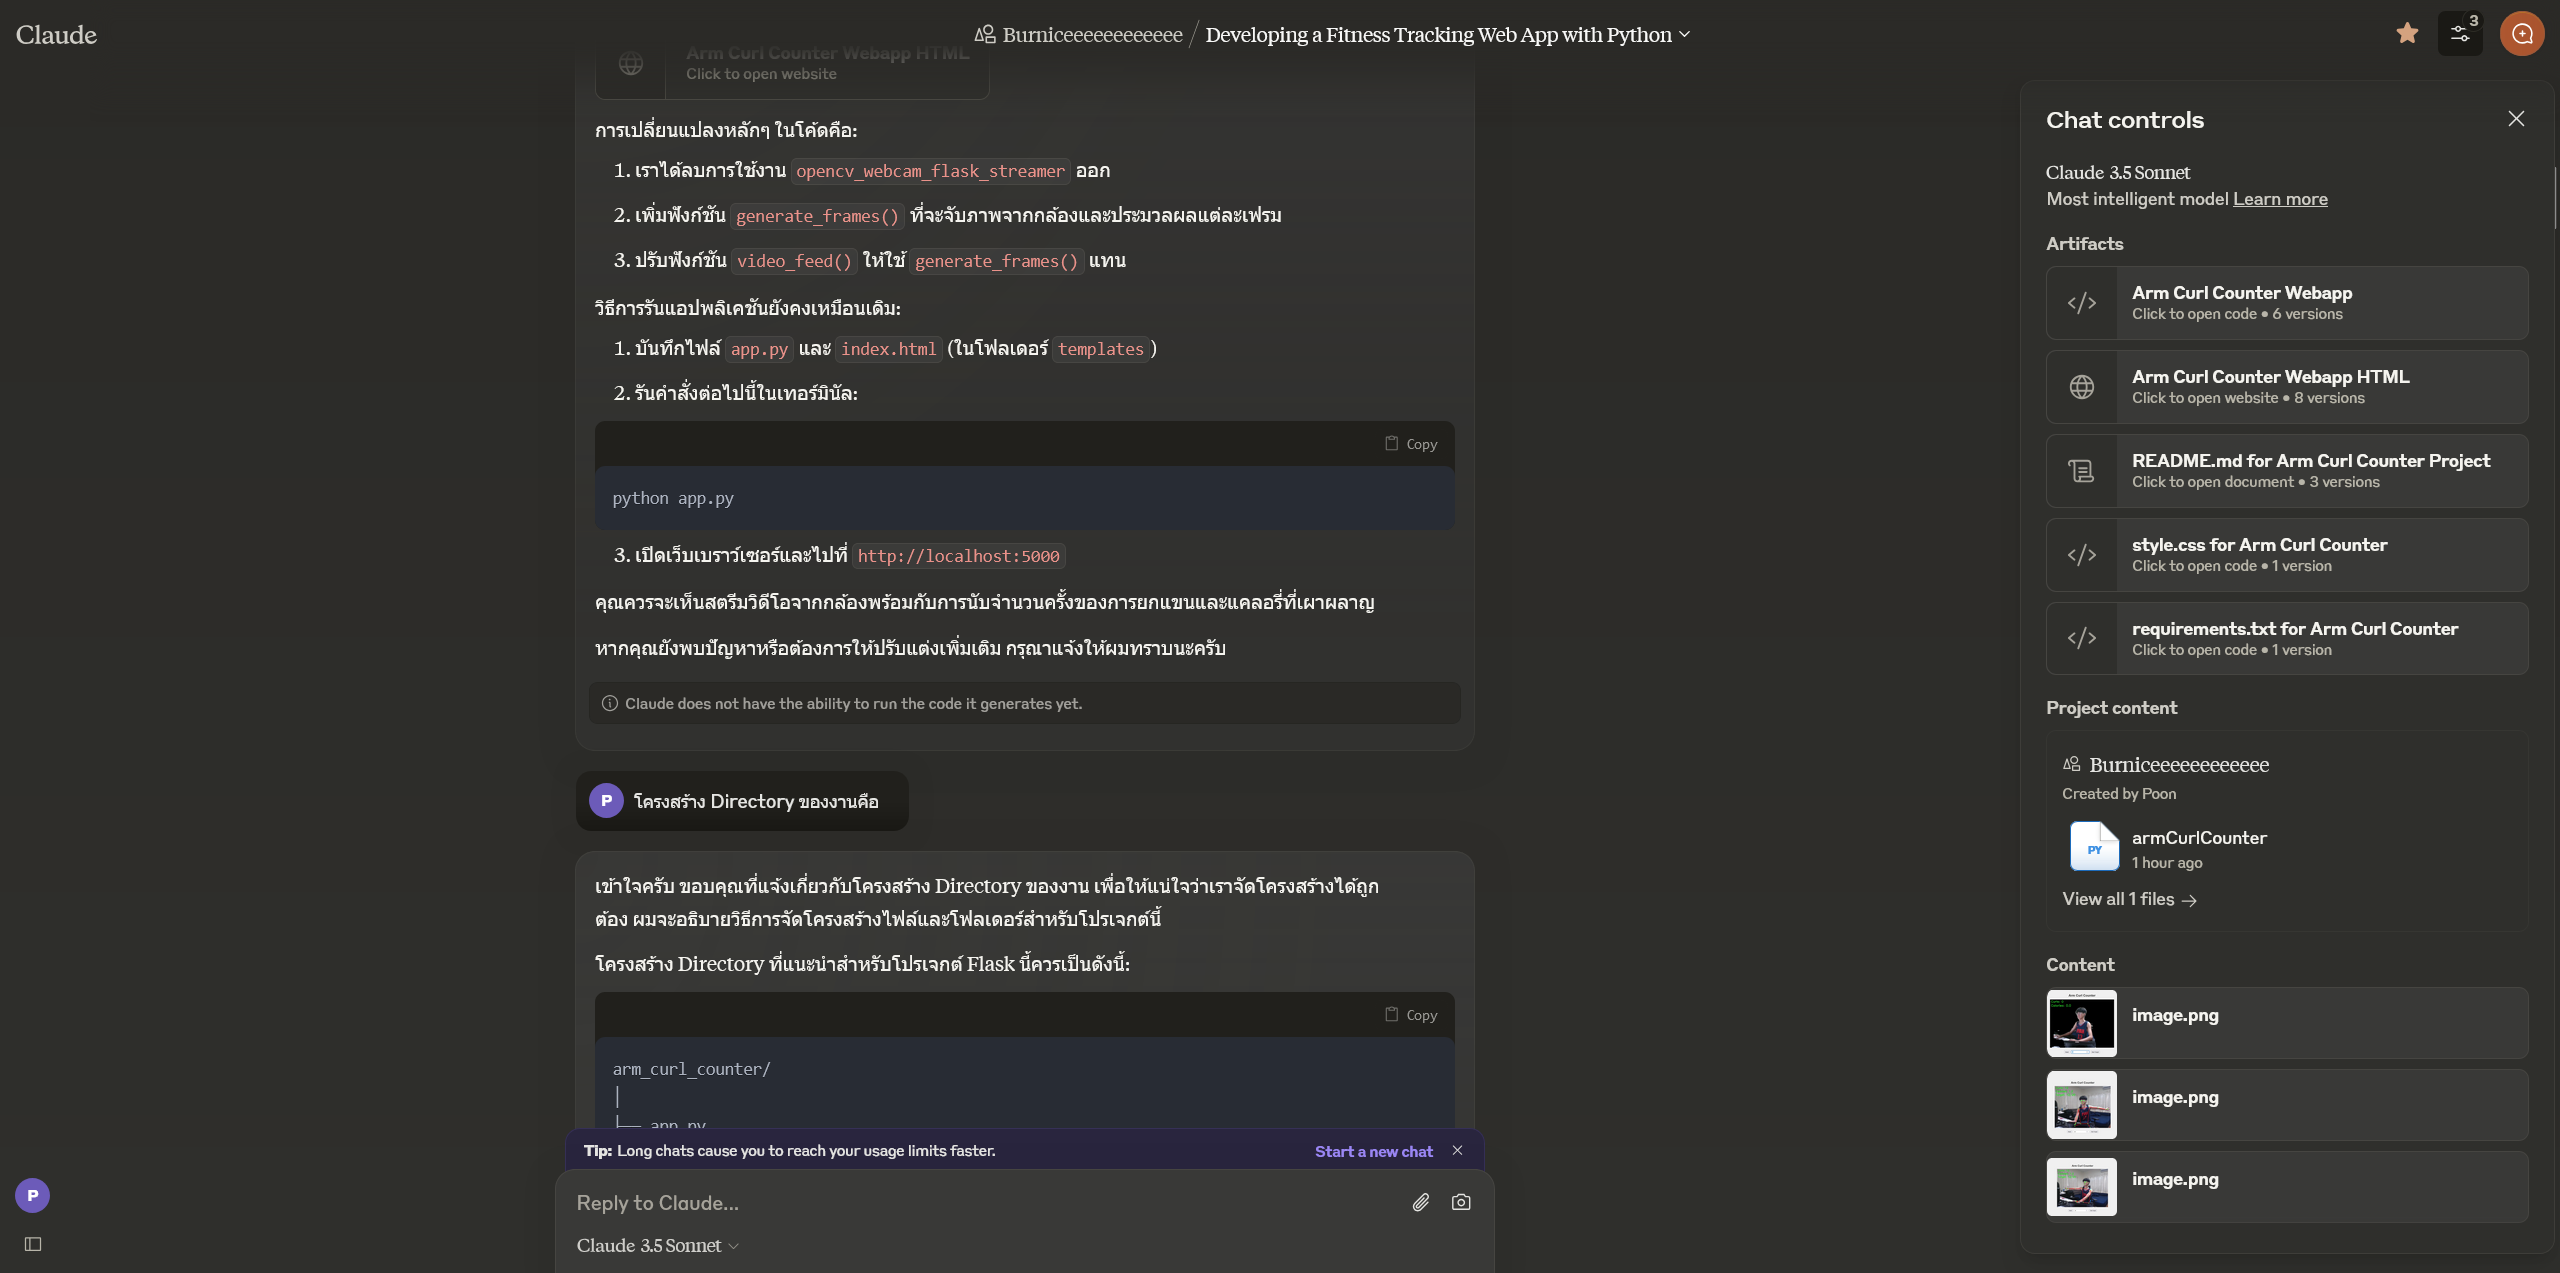 Claude
Burniceeeeeeeeeeeee / Developing a Fitness Tracking Web App with Python
3
Arm Curl Counter Webapp HTML
Click to open website
การเปลี่ยนแปลงหลักๆ ในโค้ดคือ:
1. เราได้ลบการใช้งาน opencv_webcam_flask_streamer ออก
2. เพิ่มฟังก์ชัน generate_frames() ที่จะจับภาพจากกล้องและประมวลผลแต่ละเฟรม
3. ปรับฟังก์ชัน video_feed() ให้ใช้ generate_frames() แทน
วิธีการรันแอปพลิเคชันยังคงเหมือนเดิม:
1. บันทึกไฟล์ app.py และ index.html (ในโฟลเดอร์ templates)
2. รันคำสั่งต่อไปนี้ในเทอร์มินัล:
Copy
python app.py
3. เปิดเว็บเบราว์เซอร์และไปที่ http://localhost:5000
คุณควรจะเห็นสตรีมวิดีโอจากกล้องพร้อมกับการนับจำนวนครั้งของการยกแขนและแคลอรี่ที่เผาผลาญ
หากคุณยังพบปัญหาหรือต้องการให้ปรับแต่งเพิ่มเติม กรุณาแจ้งให้ผมทราบนะครับ
Claude does not have the ability to run the code it generates yet.
P โครงสร้าง Directory ของงานคือ
เข้าใจครับ ขอบคุณที่แจ้งเกี่ยวกับโครงสร้าง Directory ของงาน เพื่อให้แน่ใจว่าเราจัดโครงสร้างได้ถูก
ต้อง ผมจะอธิบายวิธีการจัดโครงสร้างไฟล์และโฟลเดอร์สำหรับโปรเจกต์นี้
โครงสร้าง Directory ที่แนะนำสำหรับโปรเจกต์ Flask นี้ควรเป็นดังนี้:
Copy
arm_curl_counter/
│
├── app.py
Tip: Long chats cause you to reach your usage limits faster.
Start a new chat
Reply to Claude...
Claude 3.5 Sonnet
P
Chat controls
Claude 3.5 Sonnet
Most intelligent model Learn more
Artifacts
Arm Curl Counter Webapp
Click to open code • 6 versions
Arm Curl Counter Webapp HTML
Click to open website • 8 versions
README.md for Arm Curl Counter Project
Click to open document • 3 versions
style.css for Arm Curl Counter
Click to open code • 1 version
requirements.txt for Arm Curl Counter
Click to open code • 1 version
Project content
Burniceeeeeeeeeeeee
Created by Poon
PY
armCurlCounter
1 hour ago
View all 1 files →
Content
image.png
image.png
image.png